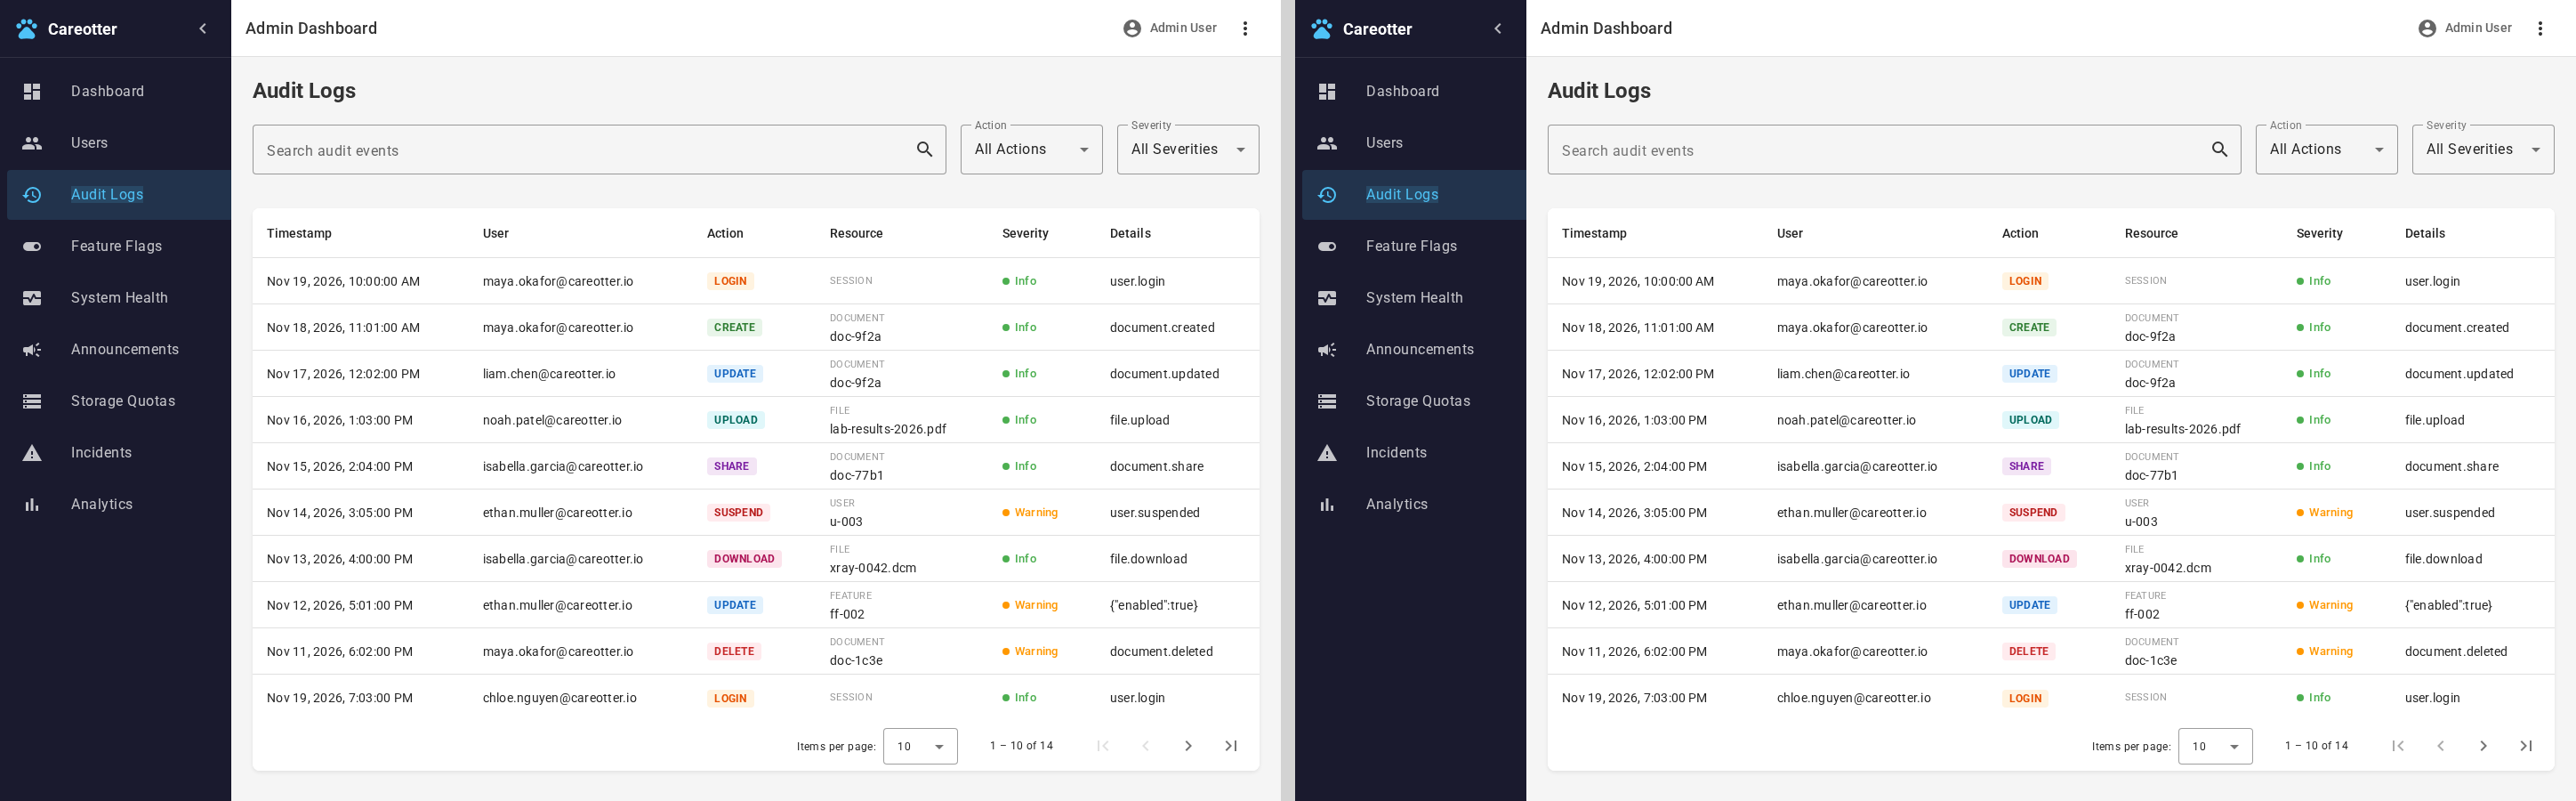 Careotter
Admin Dashboard
Admin User
Dashboard
Users
Audit Logs
Feature Flags
System Health
Announcements
Storage Quotas
Incidents
Analytics
Audit Logs
Search audit events
Action
All Actions
Severity
All Severities
Timestamp User Action Resource Severity Details
Nov 19, 2026, 10:00:00 AM maya.okafor@careotter.io LOGIN SESSION Info user.login
Nov 18, 2026, 11:01:00 AM maya.okafor@careotter.io CREATE DOCUMENT doc-9f2a Info document.created
Nov 17, 2026, 12:02:00 PM liam.chen@careotter.io UPDATE DOCUMENT doc-9f2a Info document.updated
Nov 16, 2026, 1:03:00 PM noah.patel@careotter.io UPLOAD FILE lab-results-2026.pdf Info file.upload
Nov 15, 2026, 2:04:00 PM isabella.garcia@careotter.io SHARE DOCUMENT doc-77b1 Info document.share
Nov 14, 2026, 3:05:00 PM ethan.muller@careotter.io SUSPEND USER u-003 Warning user.suspended
Nov 13, 2026, 4:00:00 PM isabella.garcia@careotter.io DOWNLOAD FILE xray-0042.dcm Info file.download
Nov 12, 2026, 5:01:00 PM ethan.muller@careotter.io UPDATE FEATURE ff-002 Warning {"enabled":true}
Nov 11, 2026, 6:02:00 PM maya.okafor@careotter.io DELETE DOCUMENT doc-1c3e Warning document.deleted
Nov 19, 2026, 7:03:00 PM chloe.nguyen@careotter.io LOGIN SESSION Info user.login
Items per page: 10 1 – 10 of 14
Careotter
Admin Dashboard
Admin User
Dashboard
Users
Audit Logs
Feature Flags
System Health
Announcements
Storage Quotas
Incidents
Analytics
Audit Logs
Search audit events
Action
All Actions
Severity
All Severities
Timestamp User Action Resource Severity Details
Nov 19, 2026, 10:00:00 AM maya.okafor@careotter.io LOGIN SESSION Info user.login
Nov 18, 2026, 11:01:00 AM maya.okafor@careotter.io CREATE DOCUMENT doc-9f2a Info document.created
Nov 17, 2026, 12:02:00 PM liam.chen@careotter.io UPDATE DOCUMENT doc-9f2a Info document.updated
Nov 16, 2026, 1:03:00 PM noah.patel@careotter.io UPLOAD FILE lab-results-2026.pdf Info file.upload
Nov 15, 2026, 2:04:00 PM isabella.garcia@careotter.io SHARE DOCUMENT doc-77b1 Info document.share
Nov 14, 2026, 3:05:00 PM ethan.muller@careotter.io SUSPEND USER u-003 Warning user.suspended
Nov 13, 2026, 4:00:00 PM isabella.garcia@careotter.io DOWNLOAD FILE xray-0042.dcm Info file.download
Nov 12, 2026, 5:01:00 PM ethan.muller@careotter.io UPDATE FEATURE ff-002 Warning {"enabled":true}
Nov 11, 2026, 6:02:00 PM maya.okafor@careotter.io DELETE DOCUMENT doc-1c3e Warning document.deleted
Nov 19, 2026, 7:03:00 PM chloe.nguyen@careotter.io LOGIN SESSION Info user.login
Items per page: 10 1 – 10 of 14